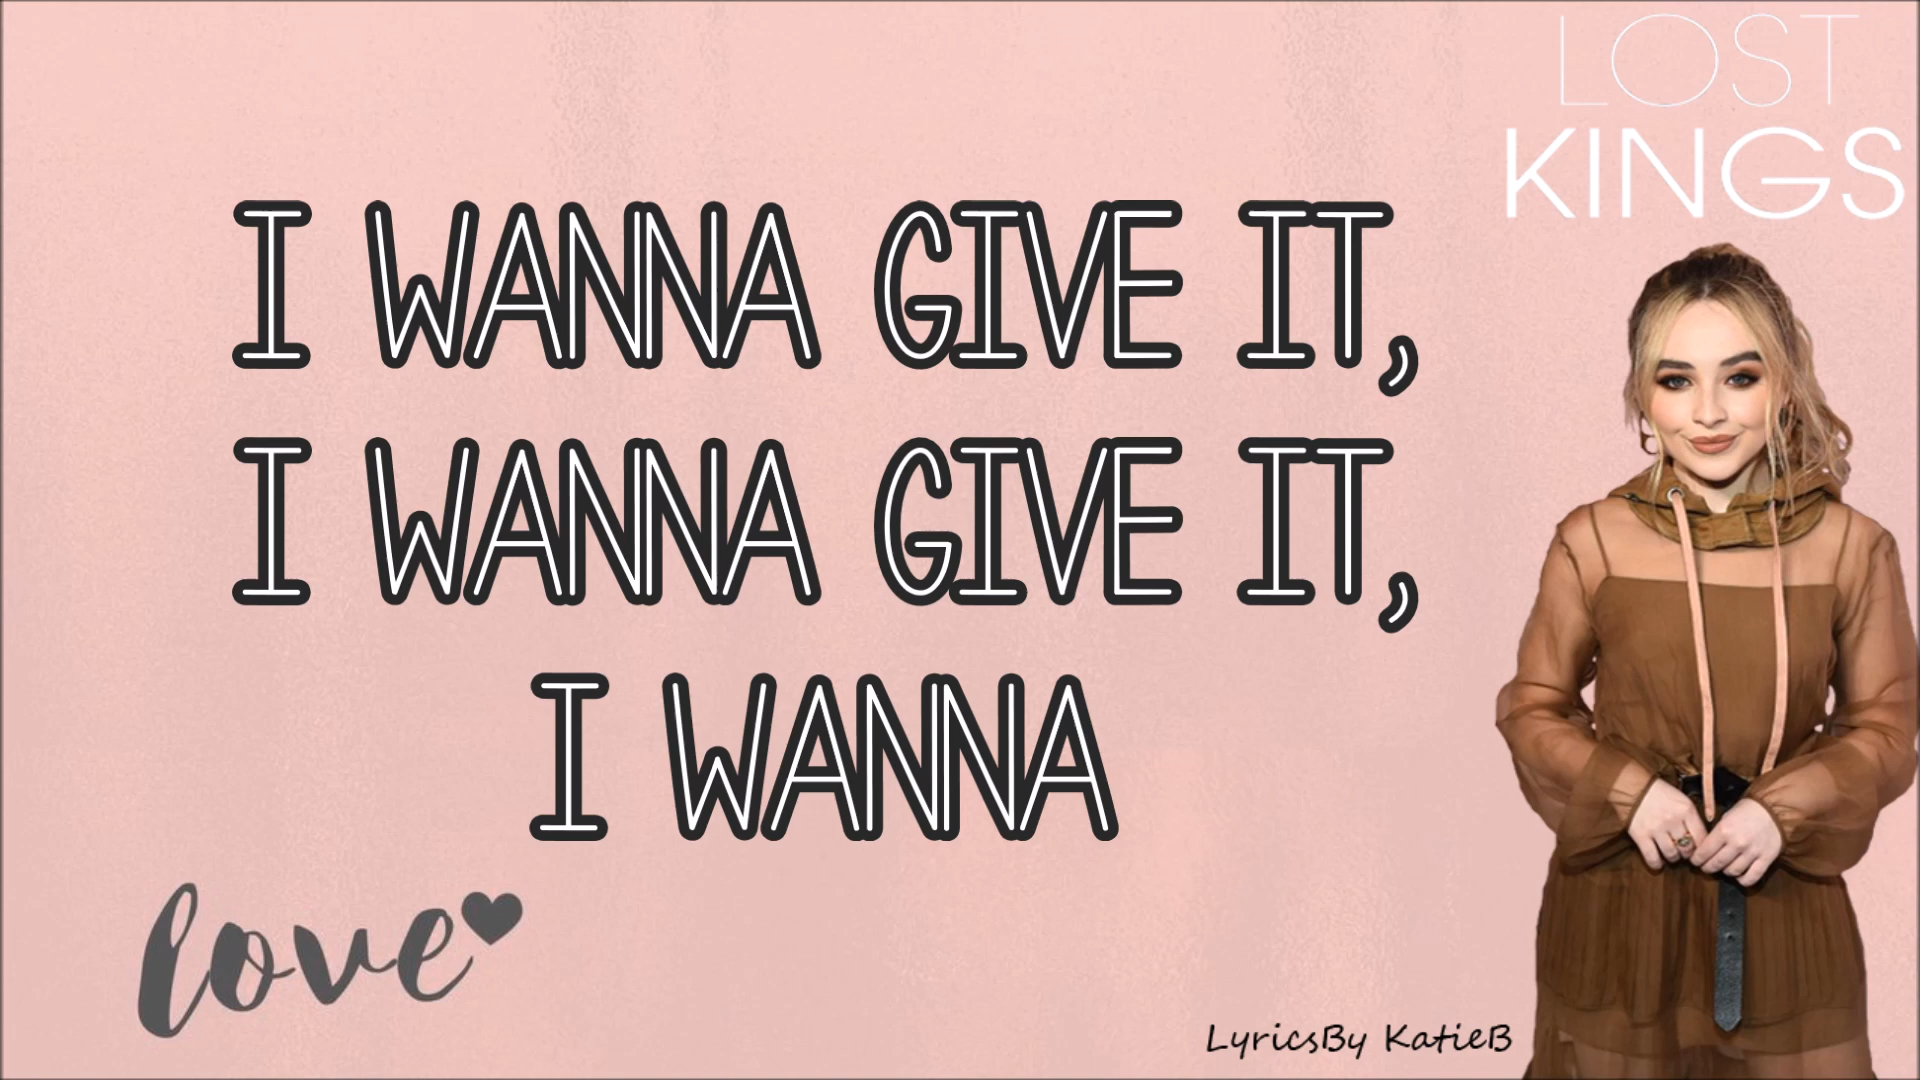 LOST
KINGS
I WANNA GIVE IT,
I WANNA GIVE IT,
I WANNA
love
LyricsBy KatieB